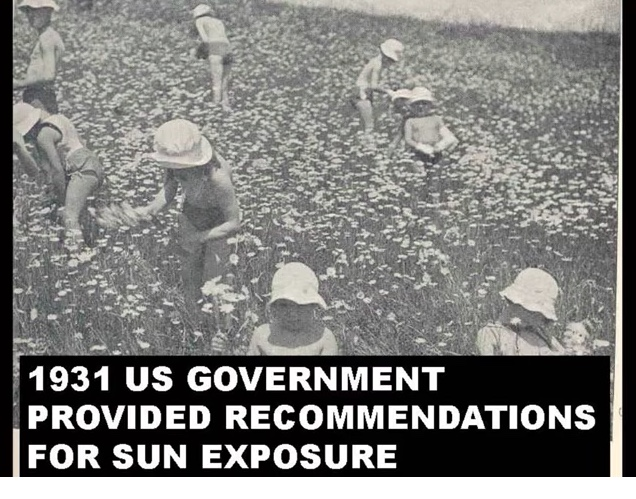 1931 US GOVERNMENT
PROVIDED RECOMMENDATIONS
FOR SUN EXPOSURE